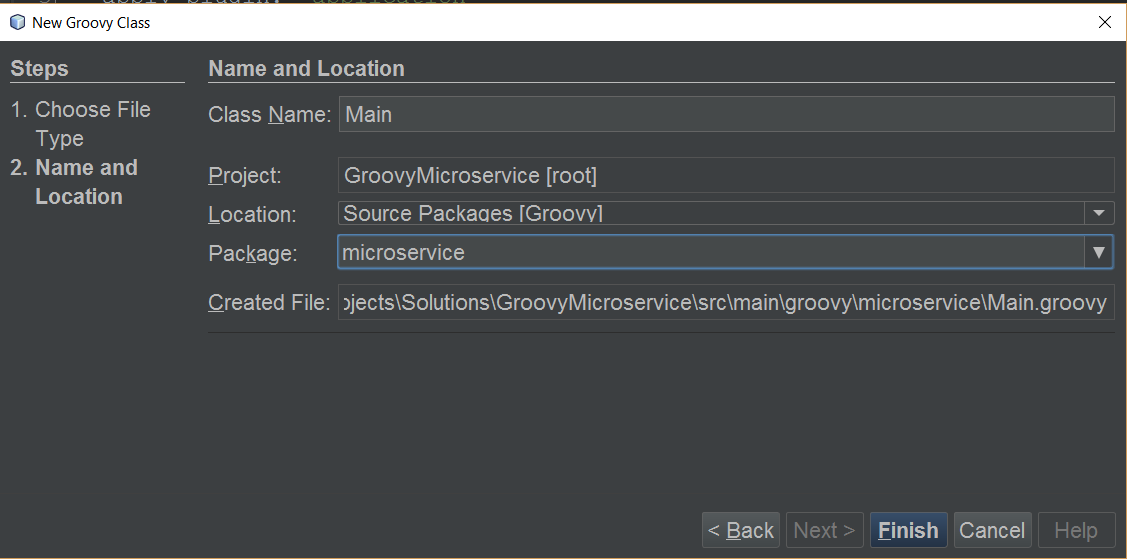 New Groovy Class
Steps
1. Choose File
Type
2. Name and
Location
Name and Location
Class Name: Main
Project: GroovyMicroservice [root]
Location: Source Packages [Groovy]
Package: microservice
Created File: ojects\Solutions\GroovyMicroservice\src\main\groovy\microservice\Main.groovy
< Back Next > Finish Cancel Help